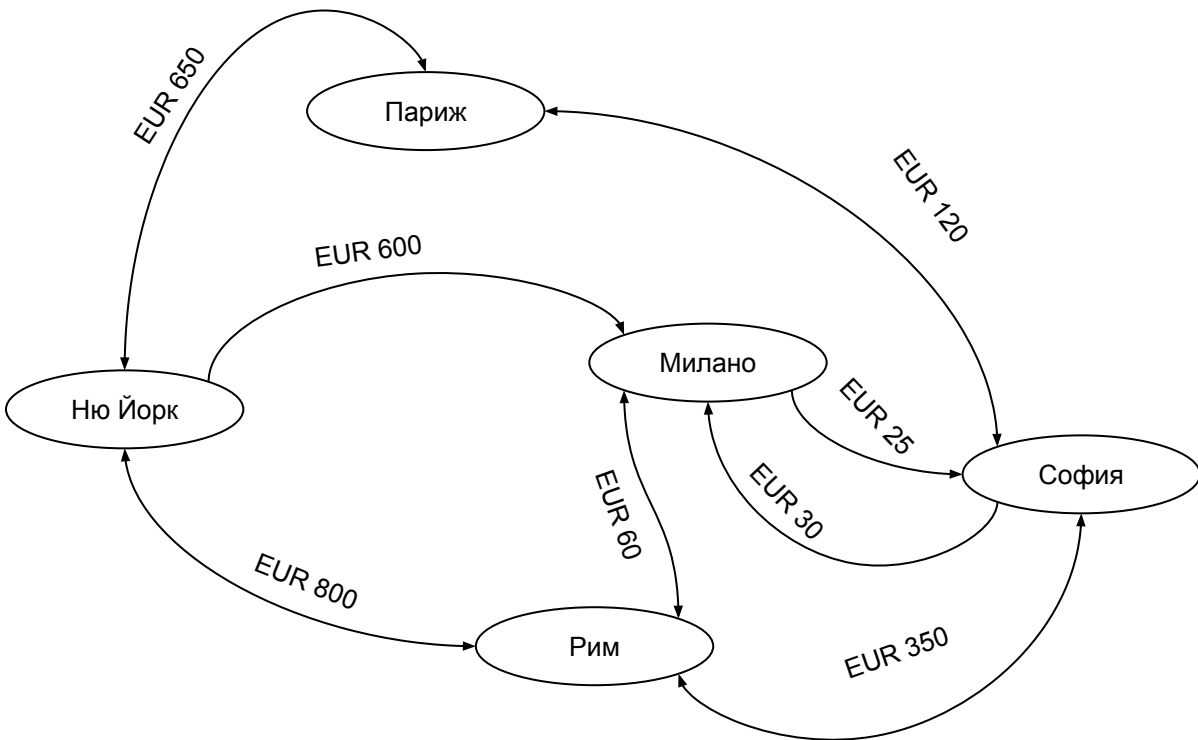 EUR 650
Париж
EUR 120
EUR 600
Милано
Ню Йорк
EUR 25
София
EUR 30
EUR 60
EUR 800
Рим
EUR 350